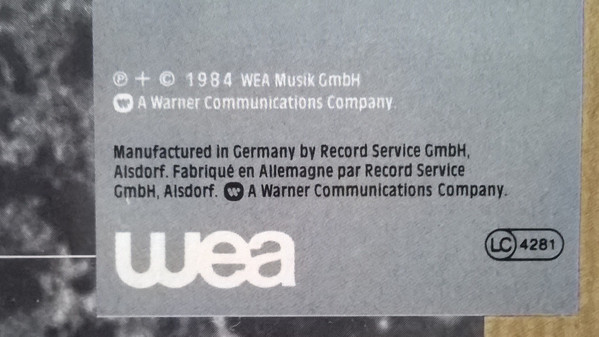 ℗ + © 1984 WEA Musik GmbH
A Warner Communications Company.
Manufactured in Germany by Record Service GmbH,
Alsdorf. Fabriqué en Allemagne par Record Service
GmbH, Alsdorf. A Warner Communications Company.
wea
LC 4281